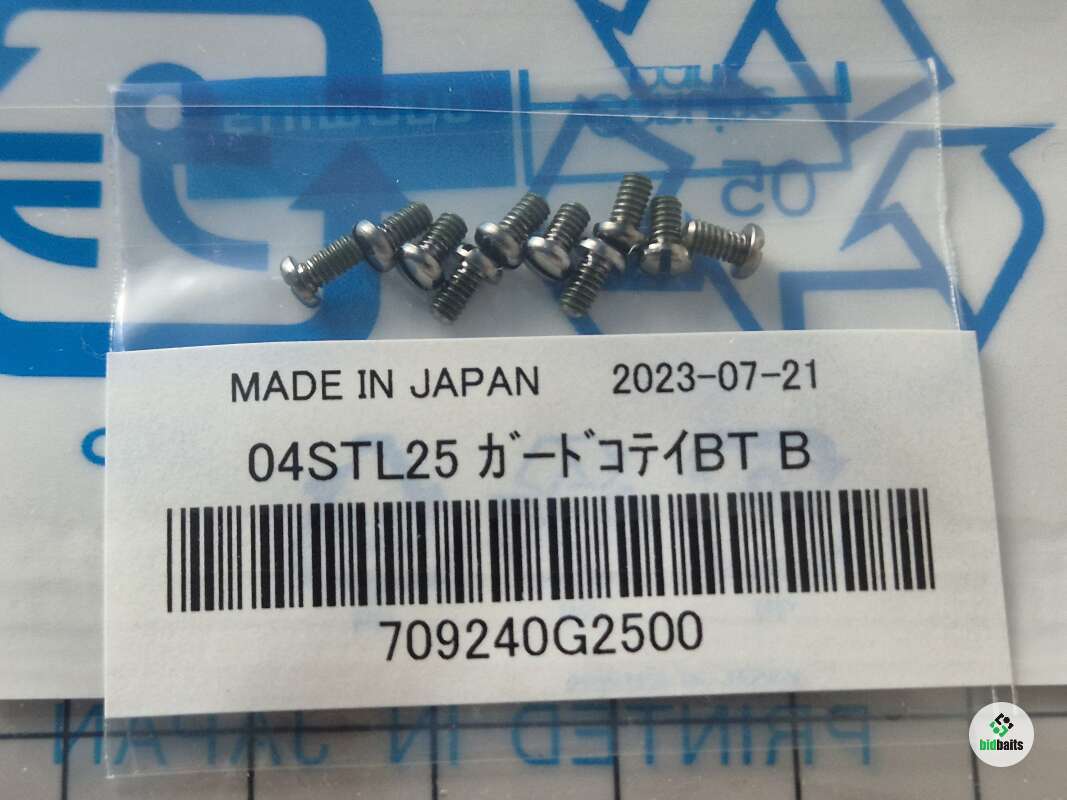 05
MADE IN JAPAN 2023-07-21
04STL25 ｶﾞｰﾄﾞｺﾃｲBT B
709240G2500
PRINTED IN JAPAN
bidbaits